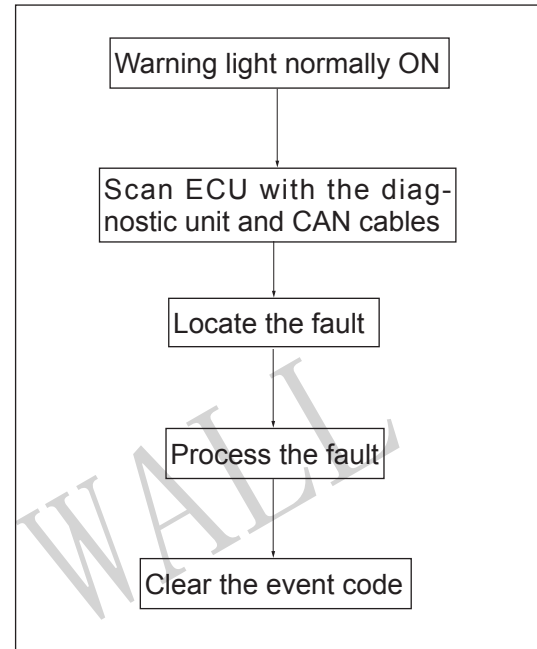 Warning light normally ON
Scan ECU with the diag-
nostic unit and CAN cables
Locate the fault
Process the fault
Clear the event code
WALL